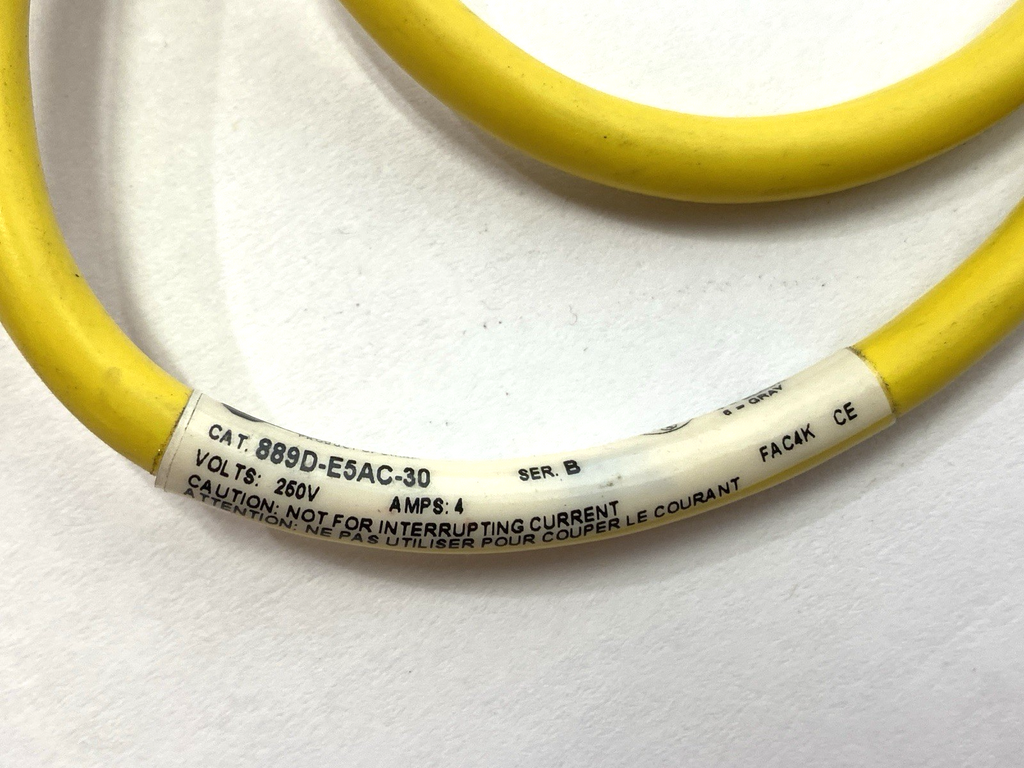 6 = GRAY
CAT. 889D-E5AC-30 SER. B FAC4K CE
VOLTS: 250V AMPS: 4
CAUTION: NOT FOR INTERRUPTING CURRENT
ATTENTION: NE PAS UTILISER POUR COUPER LE COURANT